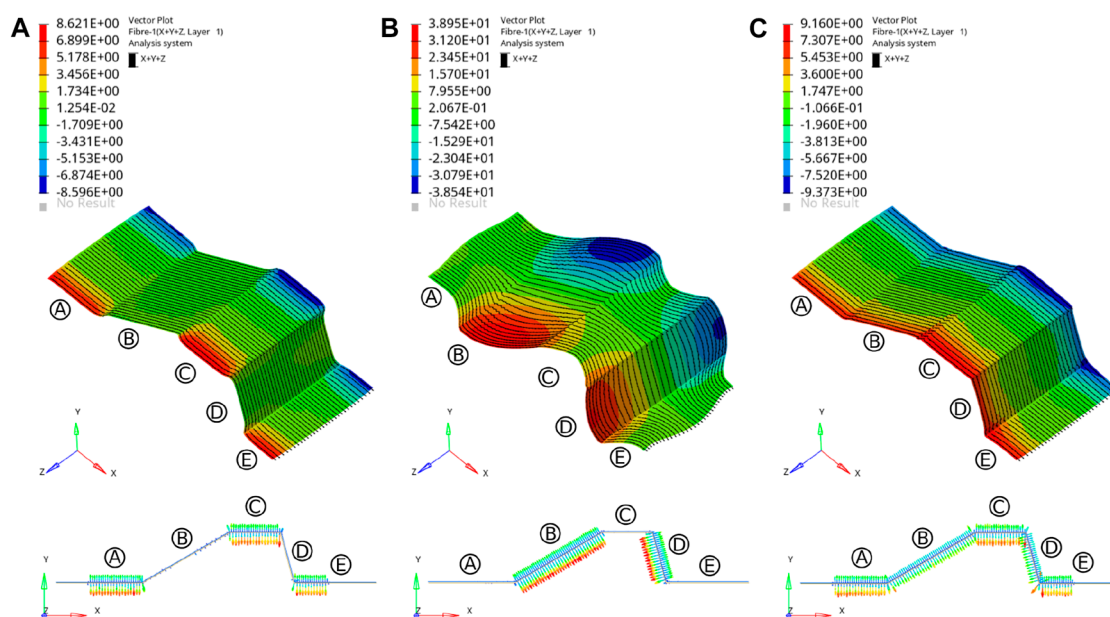 A
8.621E+00
6.899E+00
5.178E+00
3.456E+00
1.734E+00
1.254E-02
-1.709E+00
-3.431E+00
-5.153E+00
-6.874E+00
-8.596E+00
No Result
Vector Plot
Fibre-1(X+Y+Z, Layer 1)
Analysis system
X+Y+Z
Ⓐ
Ⓑ
Ⓒ
Ⓓ
Ⓔ
Y
Z
X
Ⓐ
Ⓑ
Ⓒ
Ⓓ
Ⓔ
Y
Z
X
B
3.895E+01
3.120E+01
2.345E+01
1.570E+01
7.955E+00
2.067E-01
-7.542E+00
-1.529E+01
-2.304E+01
-3.079E+01
-3.854E+01
No Result
Vector Plot
Fibre-1(X+Y+Z, Layer 1)
Analysis system
X+Y+Z
Ⓐ
Ⓑ
Ⓒ
Ⓓ
Ⓔ
Y
Z
X
Ⓐ
Ⓑ
Ⓒ
Ⓓ
Ⓔ
Y
Z
X
C
9.160E+00
7.307E+00
5.453E+00
3.600E+00
1.747E+00
-1.066E-01
-1.960E+00
-3.813E+00
-5.667E+00
-7.520E+00
-9.373E+00
No Result
Vector Plot
Fibre-1(X+Y+Z, Layer 1)
Analysis system
X+Y+Z
Ⓐ
Ⓑ
Ⓒ
Ⓓ
Ⓔ
Y
Z
X
Ⓐ
Ⓑ
Ⓒ
Ⓓ
Ⓔ
Y
Z
X